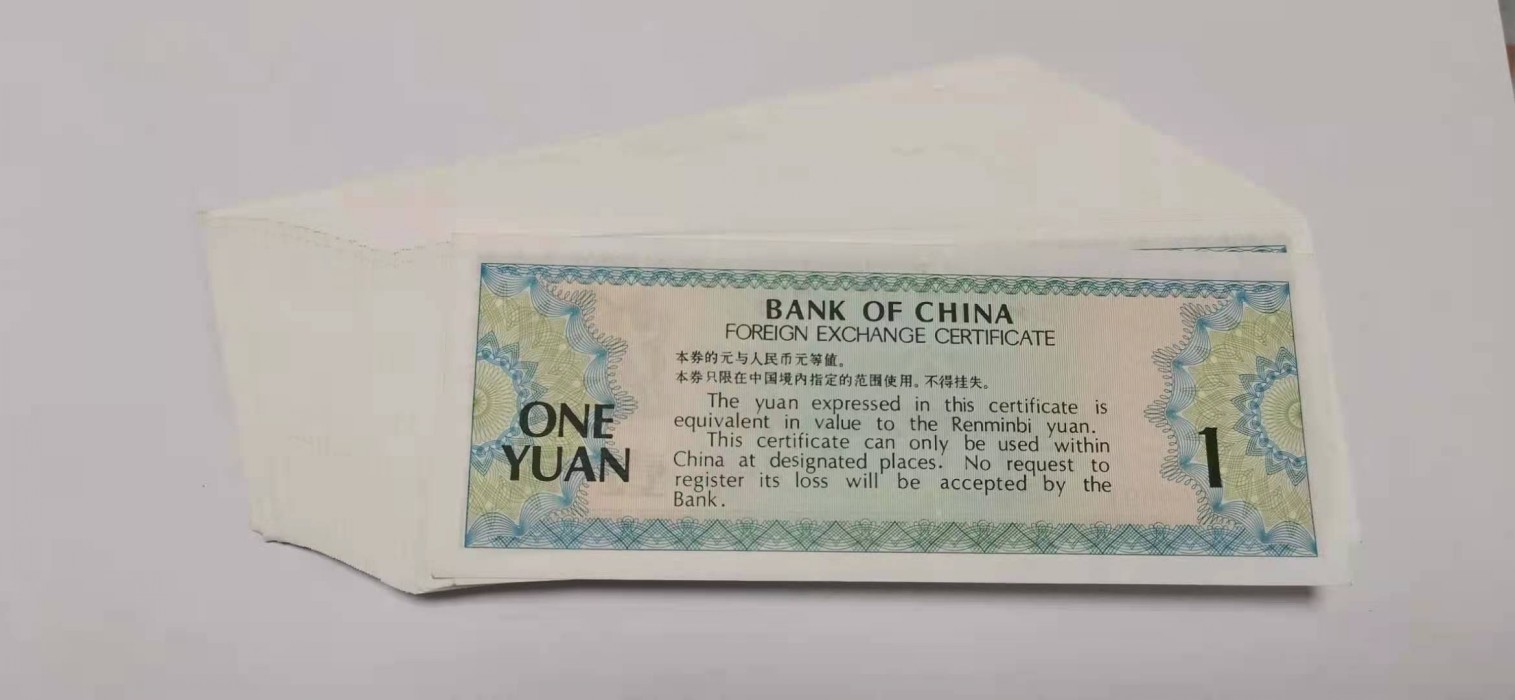 BANK OF CHINA
FOREIGN EXCHANGE CERTIFICATE
本券的元与人民币元等值。
本券只限在中国境内指定的范围使用。不得挂失。
The yuan expressed in this certificate is
equivalent in value to the Renminbi yuan.
This certificate can only be used within
China at designated places. No request to
register its loss will be accepted by the
Bank.
ONE
YUAN
1